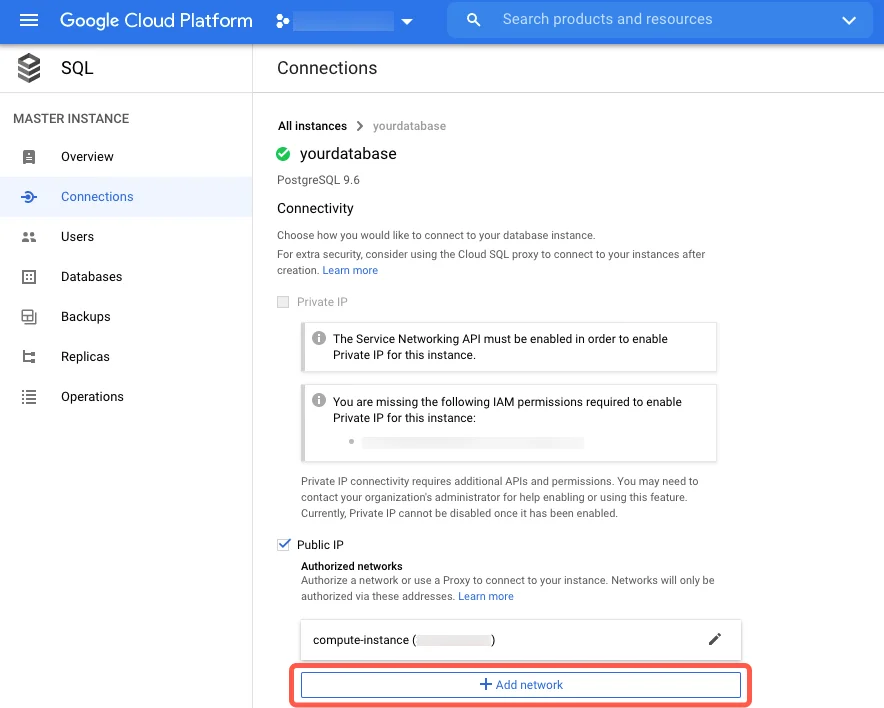 Google Cloud Platform
Search products and resources
SQL
Connections
MASTER INSTANCE
Overview
Connections
Users
Databases
Backups
Replicas
Operations
All instances > yourdatabase
yourdatabase
PostgreSQL 9.6
Connectivity
Choose how you would like to connect to your database instance.
For extra security, consider using the Cloud SQL proxy to connect to your instances after
creation. Learn more
Private IP
The Service Networking API must be enabled in order to enable
Private IP for this instance.
You are missing the following IAM permissions required to enable
Private IP for this instance:
Private IP connectivity requires additional APIs and permissions. You may need to
contact your organization's administrator for help enabling or using this feature.
Currently, Private IP cannot be disabled once it has been enabled.
Public IP
Authorized networks
Authorize a network or use a Proxy to connect to your instance. Networks will only be
authorized via these addresses. Learn more
compute-instance ( )
+ Add network